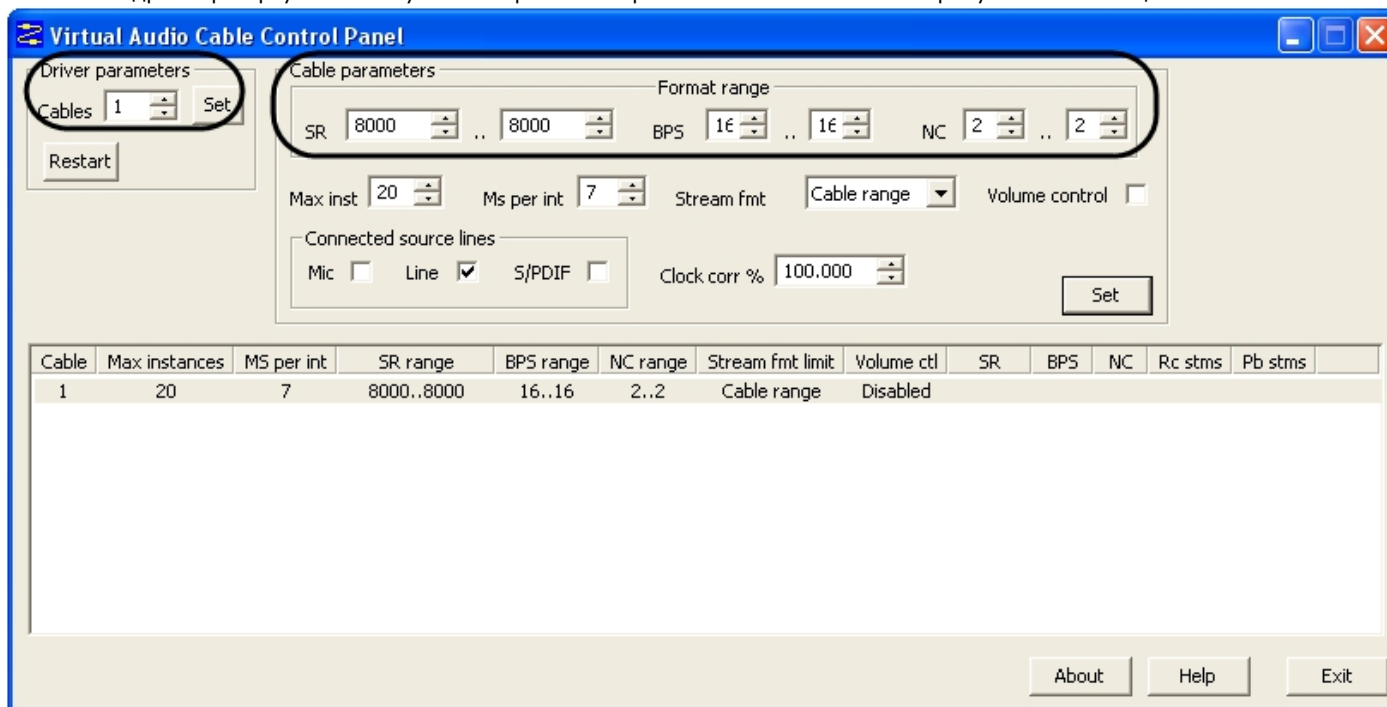 Virtual Audio Cable Control Panel
Driver parameters
Cables 1 Set
Restart
Cable parameters
Format range
SR 8000 .. 8000 BPS 16 .. 16 NC 2 .. 2
Max inst 20 Ms per int 7 Stream fmt Cable range Volume control
Connected source lines
Mic Line S/PDIF
Clock corr % 100.000
Set
Cable Max instances MS per int SR range BPS range NC range Stream fmt limit Volume ctl SR BPS NC Rc stms Pb stms
1 20 7 8000..8000 16..16 2..2 Cable range Disabled
About Help Exit